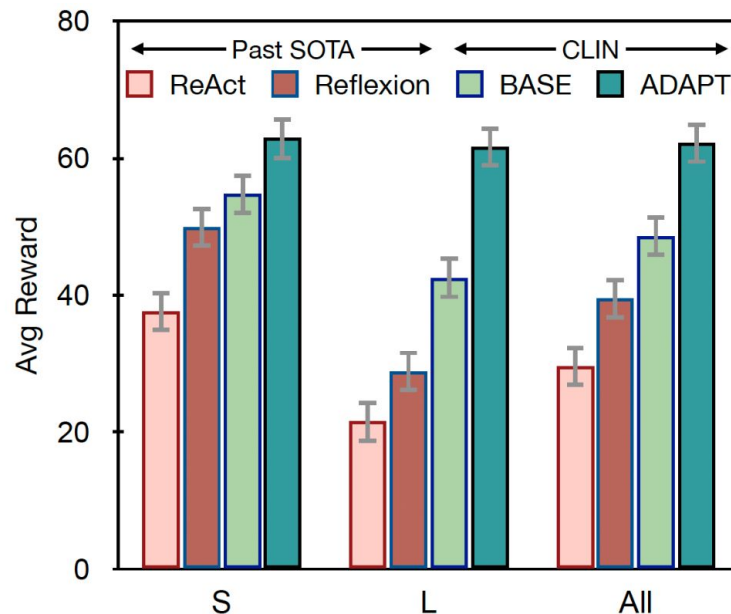 80
Past SOTA CLIN
ReAct Reflexion BASE ADAPT
60
Avg Reward
40
20
0
S L All